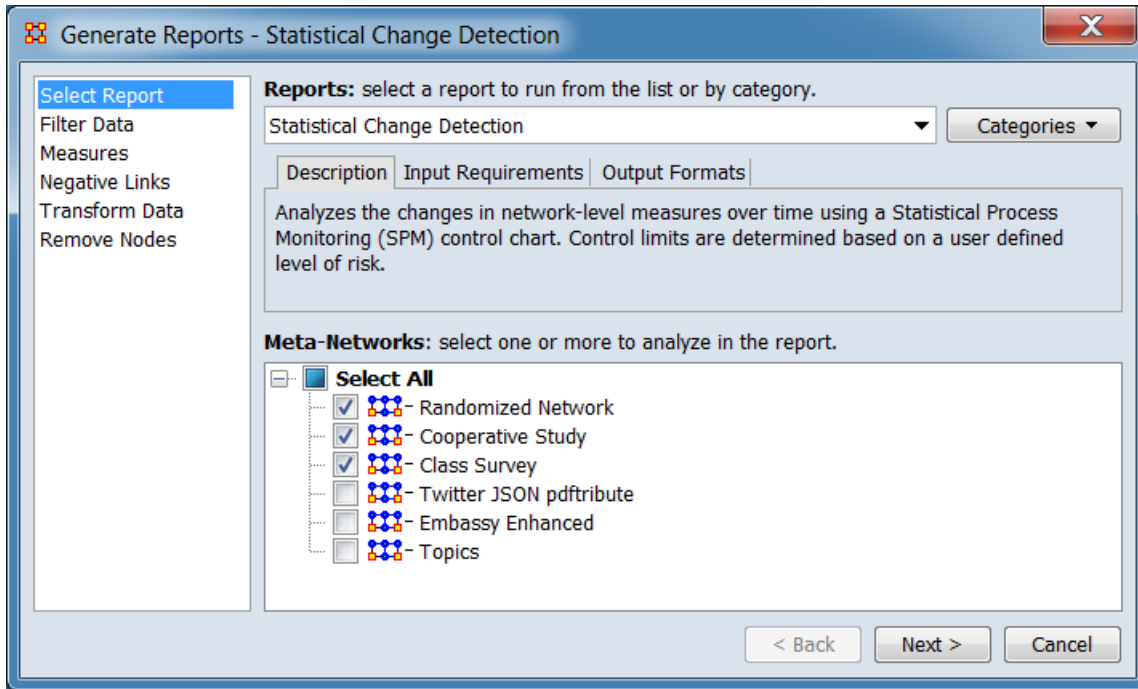 Generate Reports - Statistical Change Detection
X
Select Report
Filter Data
Measures
Negative Links
Transform Data
Remove Nodes
Reports: select a report to run from the list or by category.
Statistical Change Detection
Categories
Description Input Requirements Output Formats
Analyzes the changes in network-level measures over time using a Statistical Process
Monitoring (SPM) control chart. Control limits are determined based on a user defined
level of risk.
Meta-Networks: select one or more to analyze in the report.
Select All
- Randomized Network
- Cooperative Study
- Class Survey
- Twitter JSON pdftribute
- Embassy Enhanced
- Topics
< Back Next > Cancel